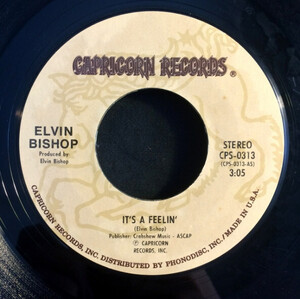 CAPRICORN RECORDS ®
ELVIN
BISHOP
Produced by
Elvin Bishop
STEREO
CPS-0313
(CPS-0313-AS)
3:05
IT'S A FEELIN'
(Elvin Bishop)
Publisher: Crabshaw Music - ASCAP
℗ CAPRICORN
RECORDS, INC.
CAPRICORN RECORDS, INC. DISTRIBUTED BY PHONODISC, INC./MADE IN U.S.A.